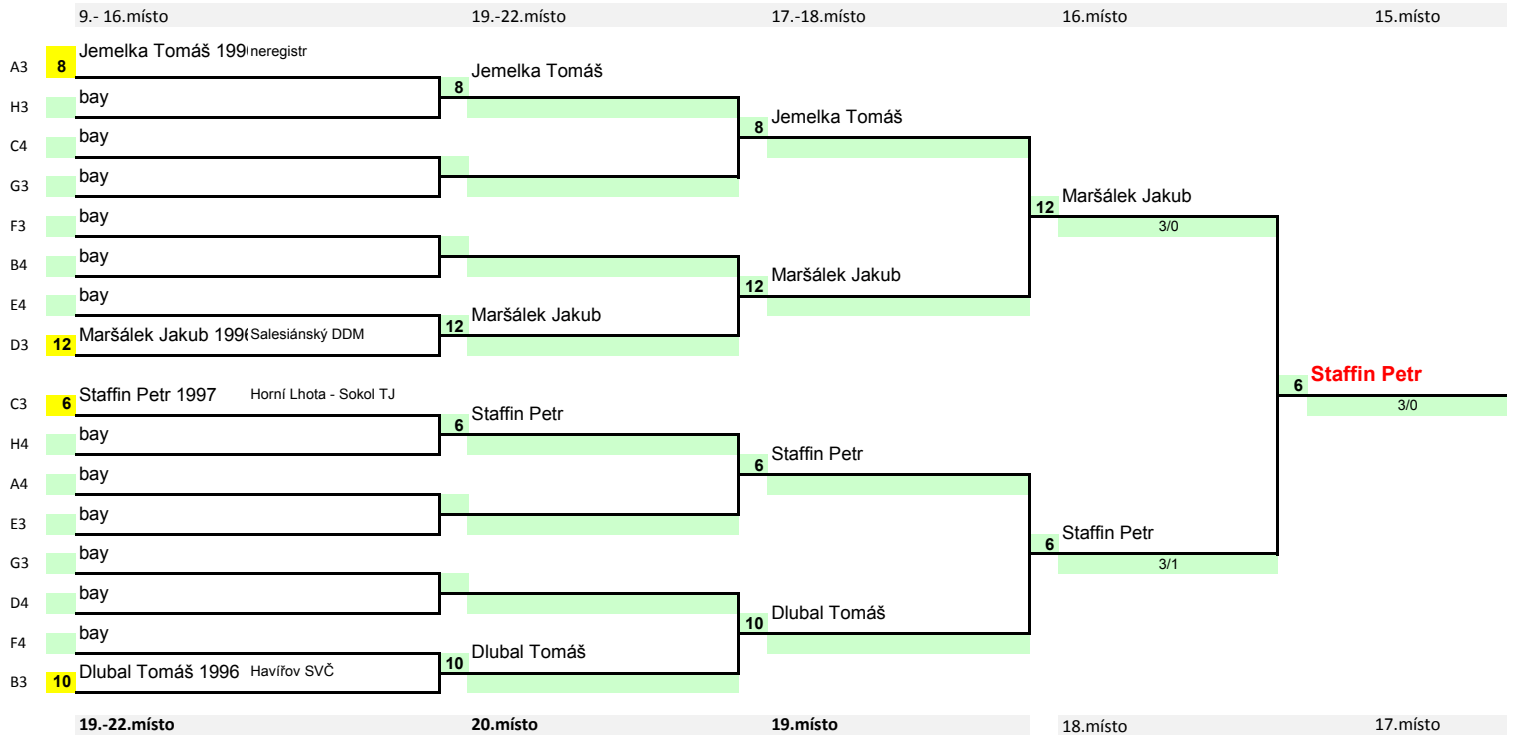 9.- 16.místo 19.-22.místo 17.-18.místo 16.místo 15.místo
A3 8 Jemelka Tomáš 199 neregistr
8 Jemelka Tomáš
H3 bay
8 Jemelka Tomáš
C4 bay
G3 bay
12 Maršálek Jakub
3/0
F3 bay
B4 bay
12 Maršálek Jakub
E4 bay
12 Maršálek Jakub
D3 12 Maršálek Jakub 1996 Salesiánský DDM
6 Staffin Petr
3/0
C3 6 Staffin Petr 1997 Horní Lhota - Sokol TJ
6 Staffin Petr
H4 bay
6 Staffin Petr
A4 bay
E3 bay
6 Staffin Petr
3/1
G3 bay
D4 bay
10 Dlubal Tomáš
F4 bay
10 Dlubal Tomáš
B3 10 Dlubal Tomáš 1996 Havířov SVČ
19.-22.místo 20.místo 19.místo 18.místo 17.místo